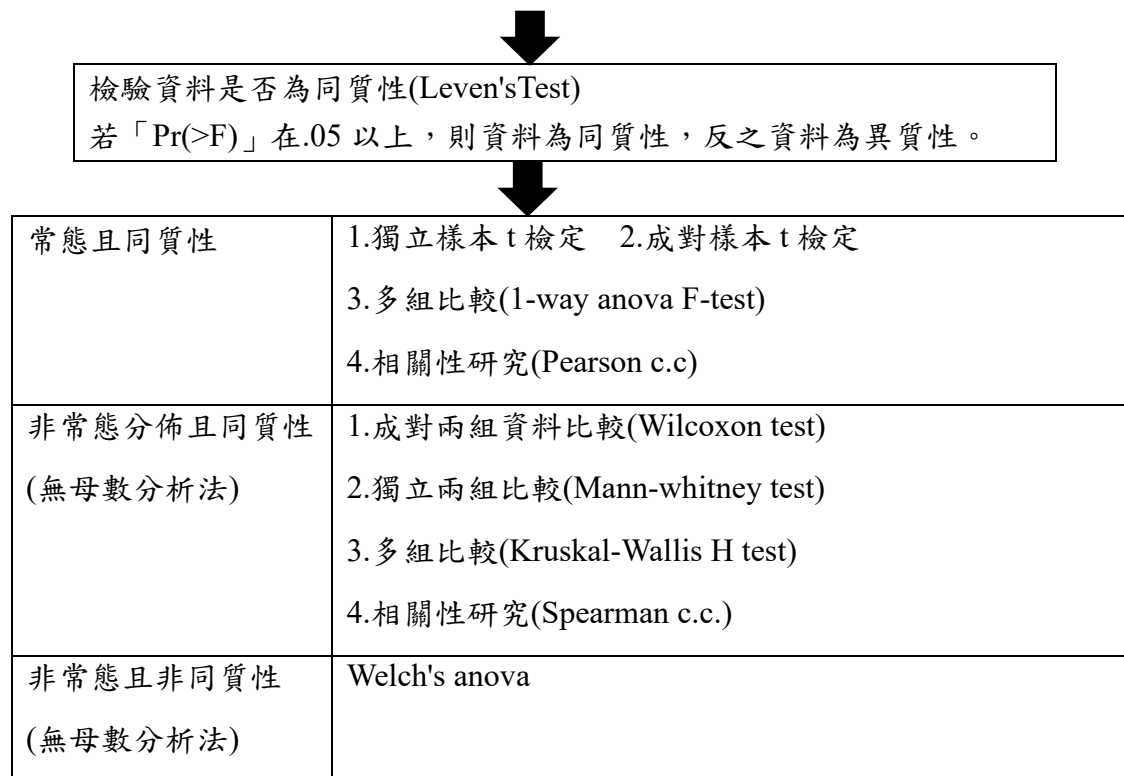 檢驗資料是否為同質性(Leven'sTest)
若「Pr(>F)」在.05 以上，則資料為同質性，反之資料為異質性。
常態且同質性
1.獨立樣本 t 檢定　2.成對樣本 t 檢定
3.多組比較(1-way anova F-test)
4.相關性研究(Pearson c.c)
非常態分佈且同質性
(無母數分析法)
1.成對兩組資料比較(Wilcoxon test)
2.獨立兩組比較(Mann-whitney test)
3.多組比較(Kruskal-Wallis H test)
4.相關性研究(Spearman c.c.)
非常態且非同質性
(無母數分析法)
Welch's anova